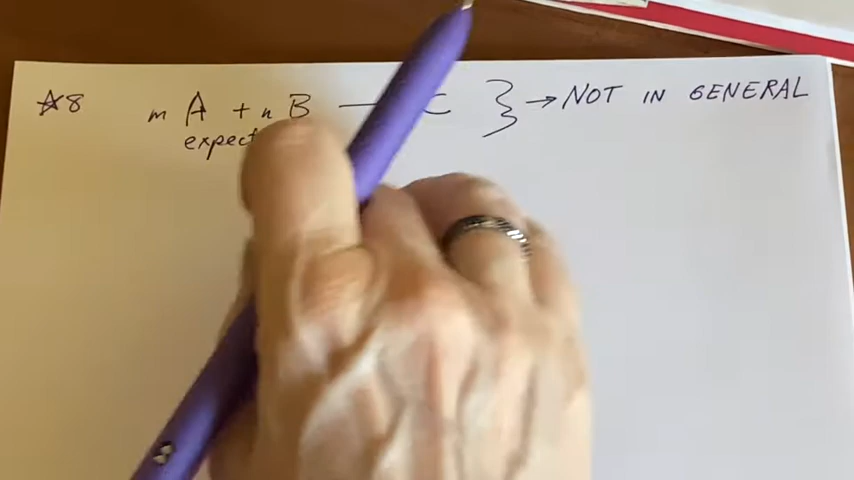 ☆8 m A + n B — C } → NOT IN GENERAL
expect